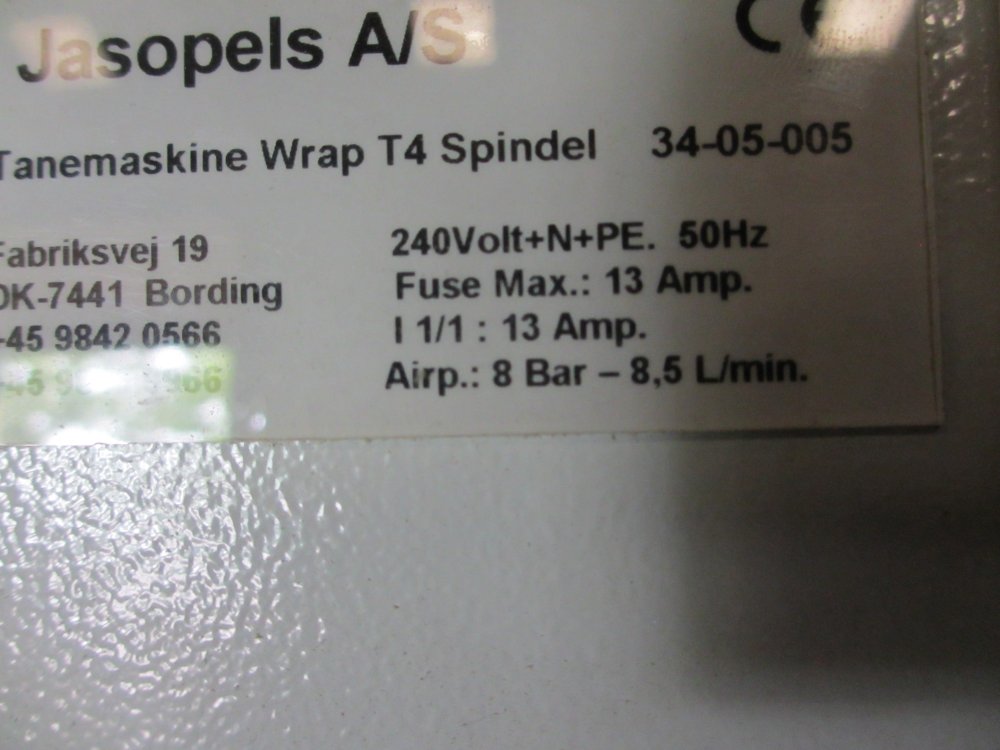 Jasopels A/S CE
Tanemaskine Wrap T4 Spindel 34-05-005
Fabriksvej 19 240Volt+N+PE. 50Hz
DK-7441 Bording Fuse Max.: 13 Amp.
+45 9842 0566 I 1/1 : 13 Amp.
Airp.: 8 Bar – 8,5 L/min.